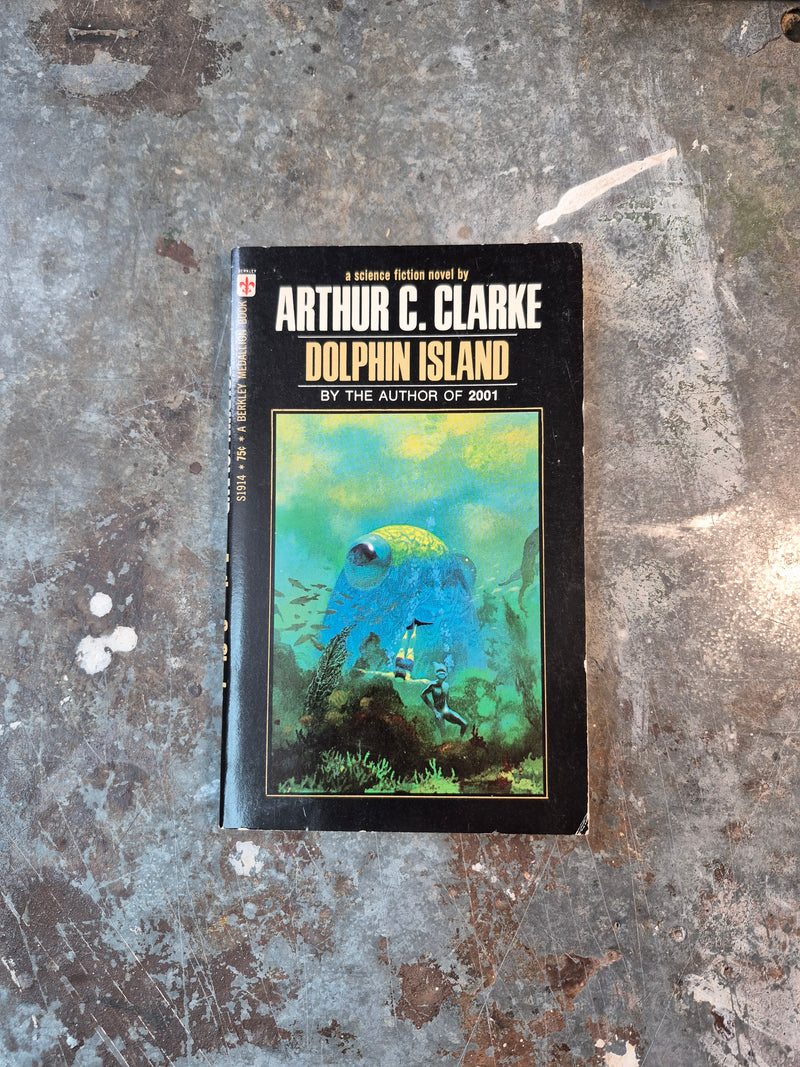 BERKLEY
a science fiction novel by
ARTHUR C. CLARKE
DOLPHIN ISLAND
BY THE AUTHOR OF 2001
S1914 * 75¢ * A BERKLEY MEDALLION BOOK